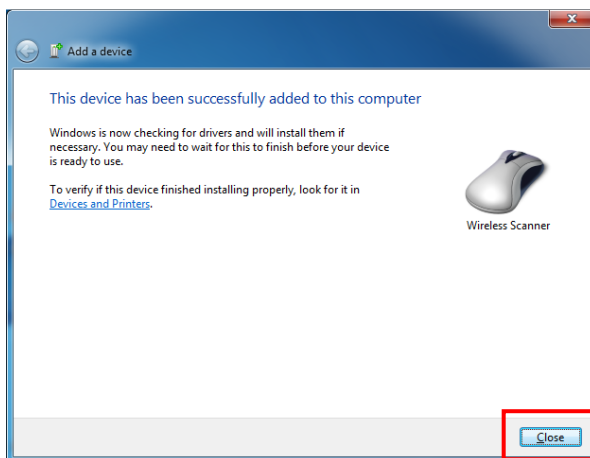 Add a device
This device has been successfully added to this computer
Windows is now checking for drivers and will install them if
necessary. You may need to wait for this to finish before your device
is ready to use.
To verify if this device finished installing properly, look for it in
Devices and Printers.
Wireless Scanner
Close